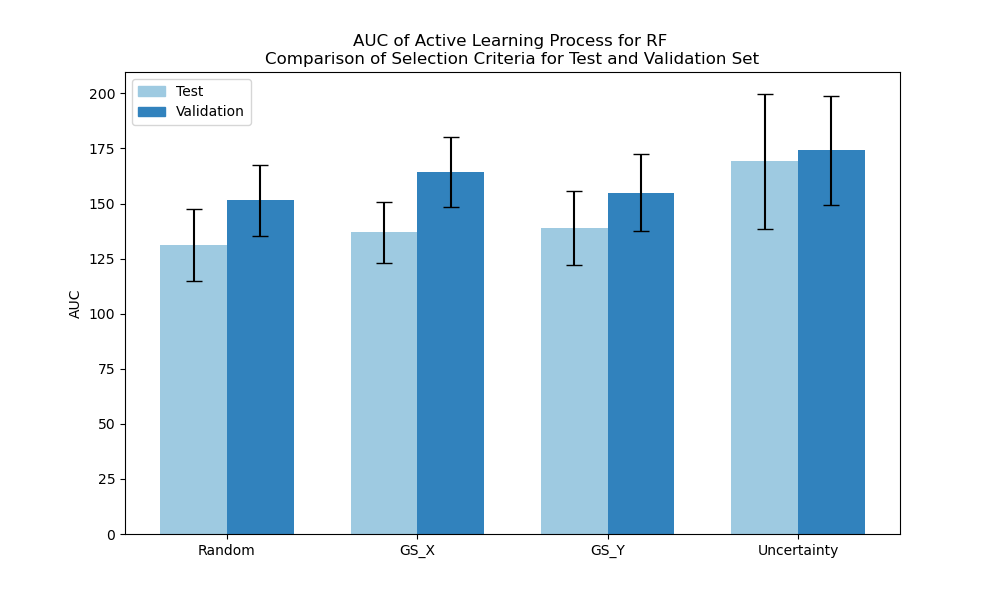 AUC of Active Learning Process for RF
Comparison of Selection Criteria for Test and Validation Set
Test
Validation
AUC
200
175
150
125
100
75
50
25
0
Random
GS_X
GS_Y
Uncertainty